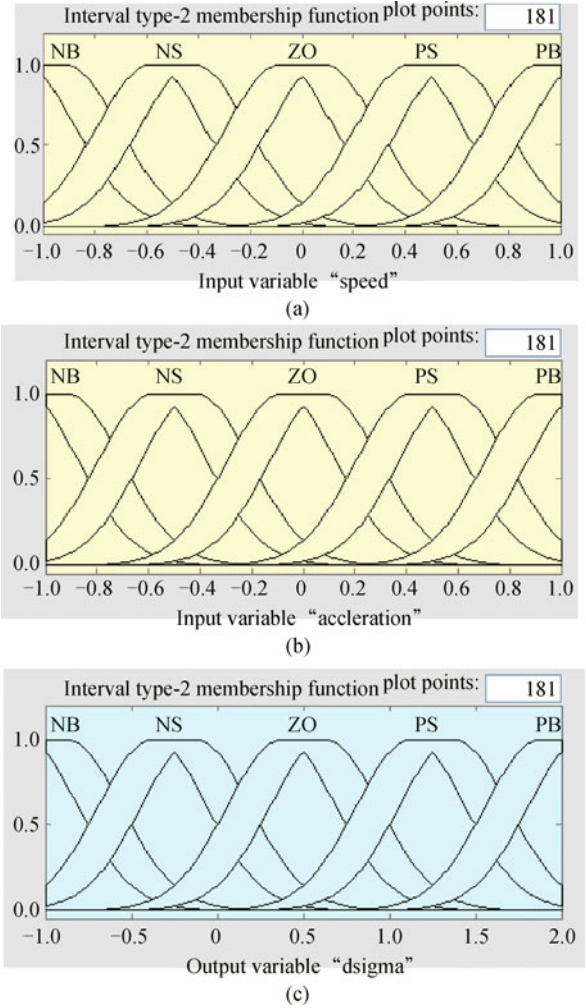 Interval type-2 membership function plot points: 181
NB NS ZO PS PB
1.0
0.5
0.0
−1.0 −0.8 −0.6 −0.4 −0.2 0 0.2 0.4 0.6 0.8 1.0
Input variable “speed”
(a)
Interval type-2 membership function plot points: 181
NB NS ZO PS PB
1.0
0.5
0.0
−1.0 −0.8 −0.6 −0.4 −0.2 0 0.2 0.4 0.6 0.8 1.0
Input variable “accleration”
(b)
Interval type-2 membership function plot points: 181
NB NS ZO PS PB
1.0
0.5
0.0
−1.0 −0.5 0 0.5 1.0 1.5 2.0
Output variable “dsigma”
(c)